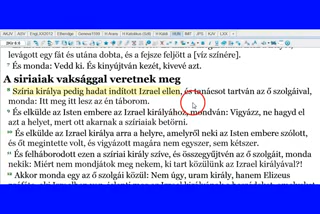 levágott egy fát és utána dobta, és a fejsze feljött a [víz színére].
⁷ És monda: Vedd ki. És kinyújtván kezét, kivevé azt.
A siriaiak vaksággal veretnek meg
⁸ Szíria királya pedig hadat indított Izrael ellen, és tanácsot tartván az ő szolgáival,
monda: Itt meg itt lesz az én táborom.
⁹ És elkülde az Isten embere az Izrael királyához, mondván: Vigyázz, ne hagyd el
azt a helyet, mert ott akarnak a siriaiak betörni.
¹⁰ És elkülde az Izrael királya arra a helyre, amelyről neki az Isten embere szólott,
és őt megintette volt, és vigyázott magára nem egyszer, sem kétszer.
¹¹ És felháborodott ezen a siriai király szíve, és összegyűjtvén az ő szolgáit, monda
nekik: Miért nem mondjátok meg nekem, ki tart közülünk az Izrael királyával?
¹² Akkor monda egy az ő szolgái közül: Nem úgy, uram király, hanem Elizeus